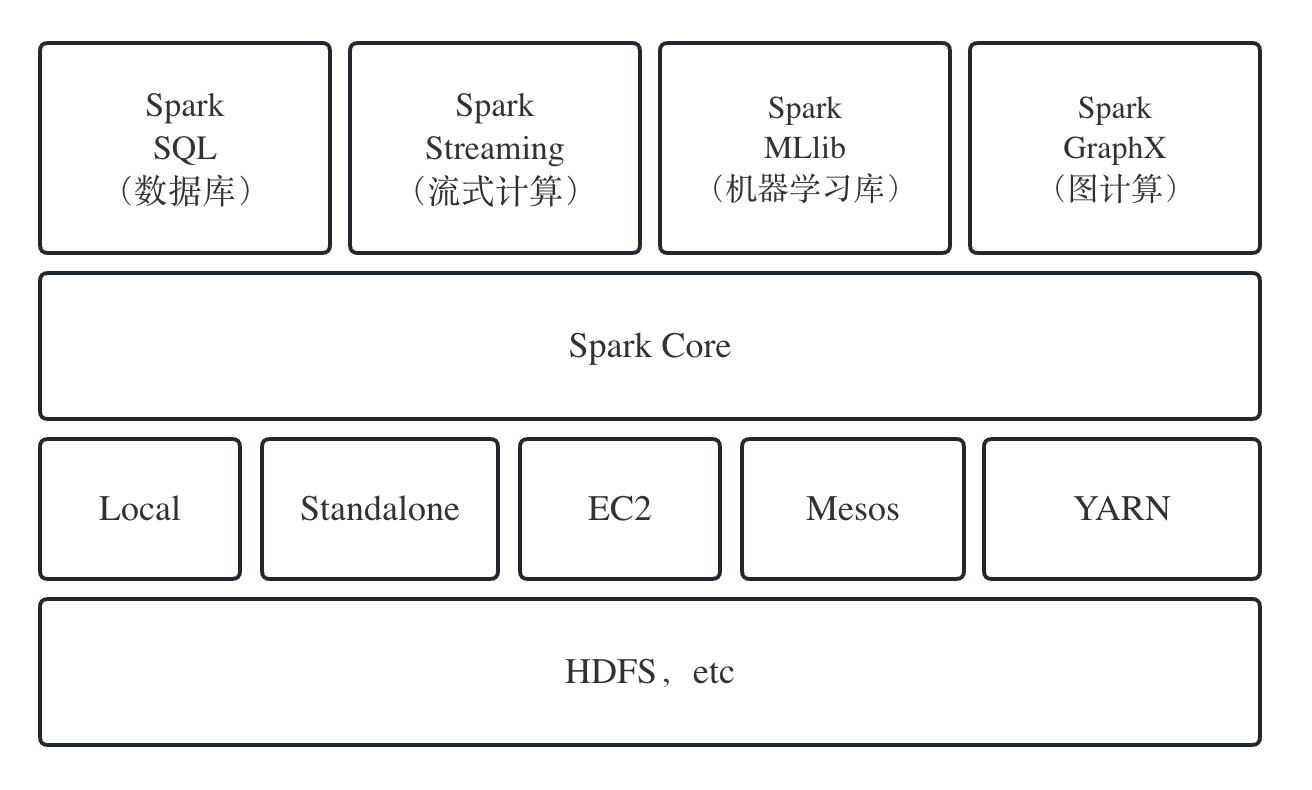 Spark
SQL
（数据库）
Spark
Streaming
（流式计算）
Spark
MLlib
（机器学习库）
Spark
GraphX
（图计算）
Spark Core
Local
Standalone
EC2
Mesos
YARN
HDFS，etc